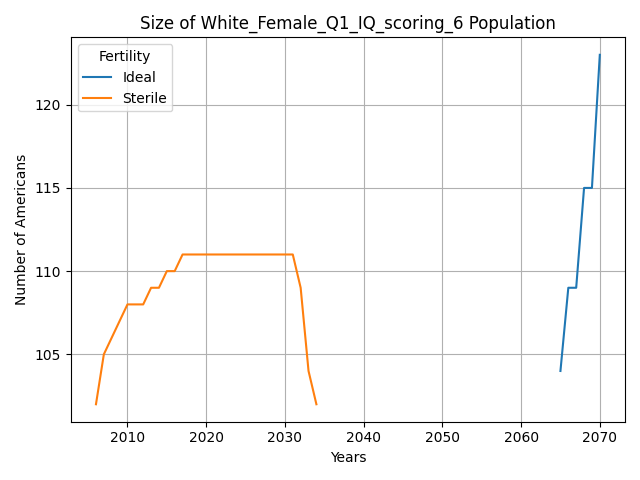 Size of White_Female_Q1_IQ_scoring_6 Population
Fertility
Ideal
Sterile
Number of Americans
120
115
110
105
2010 2020 2030 2040 2050 2060 2070
Years